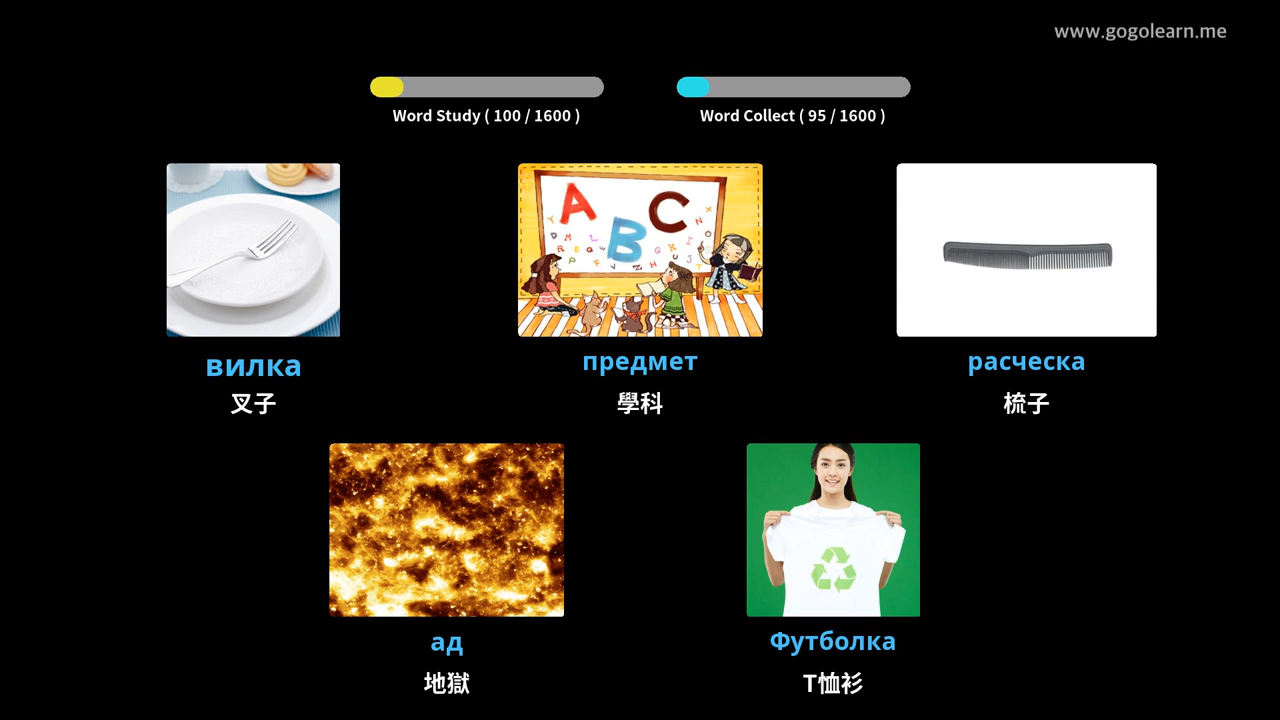 www.gogolearn.me
Word Study ( 100 / 1600 )
Word Collect ( 95 / 1600 )
A B C
вилка
предмет
расческа
叉子
學科
梳子
ад
Футболка
地獄
T恤衫